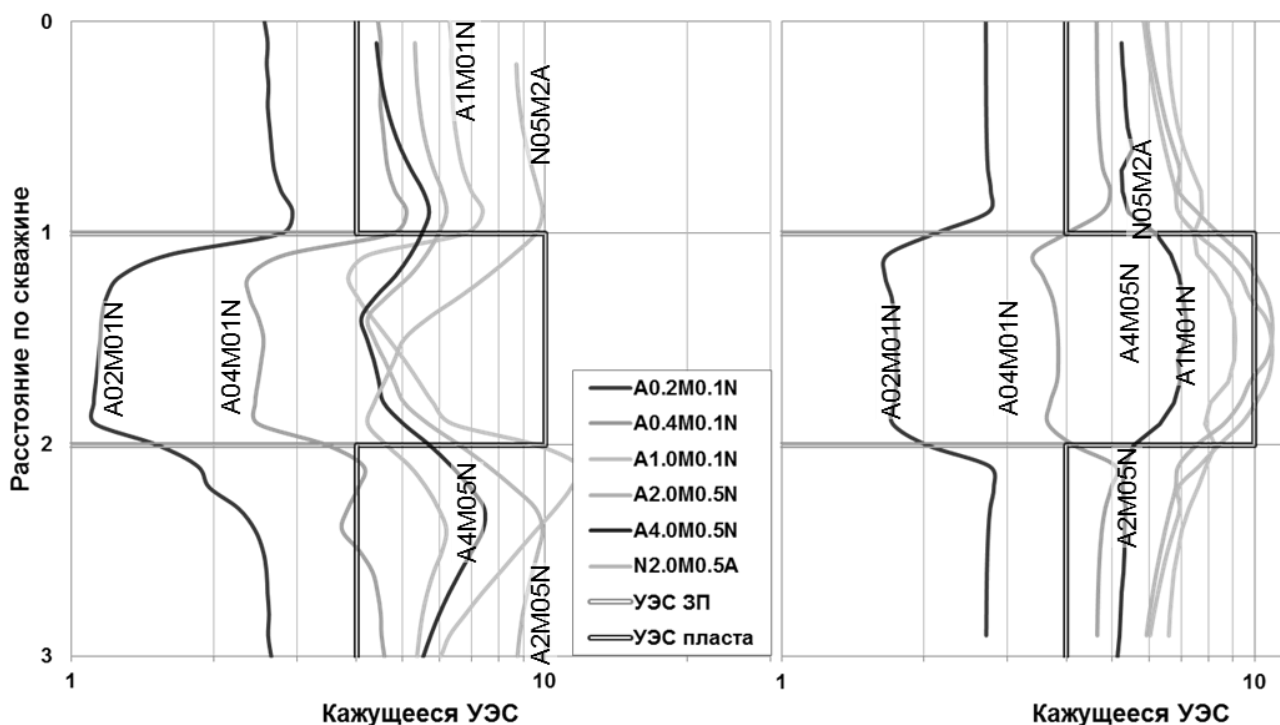 0
1
2
3
Расстояние по скважине
A02M01N
A04M01N
A1M01N
N05M2A
A4M05N
A2M05N
A0.2M0.1N
A0.4M0.1N
A1.0M0.1N
A2.0M0.5N
A4.0M0.5N
N2.0M0.5A
УЭС ЗП
УЭС пласта
1
10
Кажущееся УЭС
N05M2A
A02M01N
A04M01N
A4M05N
A1M01N
A2M05N
1
10
Кажущееся УЭС